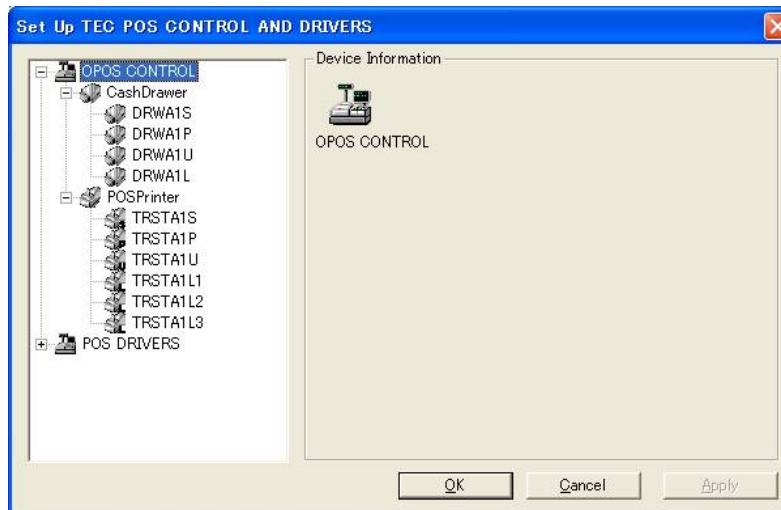 Set Up TEC POS CONTROL AND DRIVERS
OPOS CONTROL
CashDrawer
DRWA1S
DRWA1P
DRWA1U
DRWA1L
POSPrinter
TRSTA1S
TRSTA1P
TRSTA1U
TRSTA1L1
TRSTA1L2
TRSTA1L3
POS DRIVERS
Device Information
OPOS CONTROL
OK
Cancel
Apply